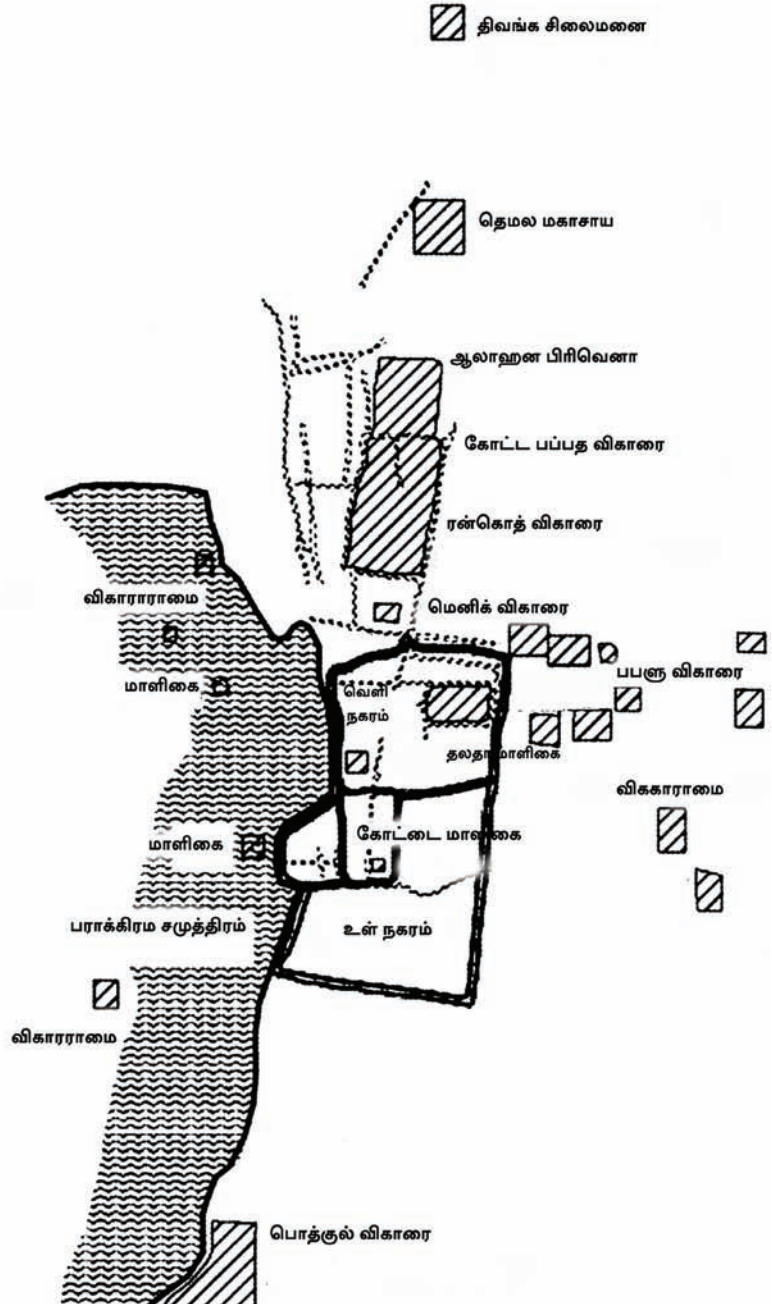 திவங்க சிலைமனை
தெமல மகாசாய
ஆலாஹன பிரிவெனா
கோட்ட பப்பத விகாரை
ரன்கொத் விகாரை
விகாராராமை
மெனிக் விகாரை
பபளு விகாரை
மாளிகை
வெளி
நகரம்
தலதா மாளிகை
விககாராமை
மாளிகை
கோட்டை மாளிகை
பராக்கிரம சமுத்திரம்
உள் நகரம்
விகாரராமை
பொத்குல் விகாரை